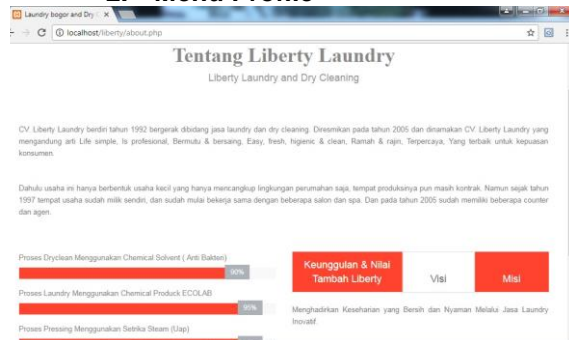 2. Menu Profile
Laundry bogor and Dry C
localhost/liberty/about.php
Tentang Liberty Laundry
Liberty Laundry and Dry Cleaning
CV. Liberty Laundry berdiri tahun 1992 bergerak dibidang jasa laundry dan dry cleaning. Diresmikan pada tahun 2005 dan dinamakan CV. Liberty Laundry yang
mengandung arti Life simple, Is profesional, Bermutu & bersaing, Easy, fresh, higienic & clean, Ramah & rajin, Terpercaya, Yang terbaik untuk kepuasan
konsumen.
Dahulu usaha ini hanya berbentuk usaha kecil yang hanya mencangkup lingkungan perumahan saja, tempat produksinya pun masih kontrak. Namun sejak tahun
1997 tempat usaha sudah milik sendiri, dan sudah mulai bekerja sama dengan beberapa salon dan spa. Dan pada tahun 2005 sudah memiliki beberapa counter
dan agen.
Proses Dryclean Menggunakan Chemical Solvent ( Anti Bakteri)
90%
Proses Laundry Menggunakan Chemical Produck ECOLAB
95%
Proses Pressing Menggunakan Setrika Steam (Uap)
Keunggulan & Nilai
Tambah Liberty
Visi
Misi
Menghadirkan Keseharian yang Bersih dan Nyaman Melalui Jasa Laundry
Inovatif.